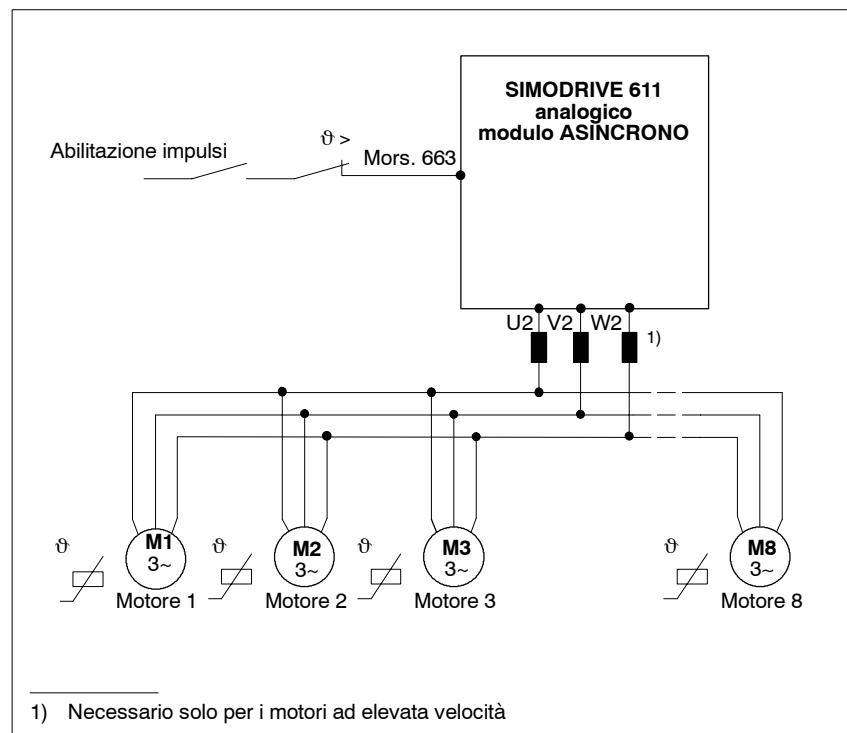 SIMODRIVE 611
analogico
modulo ASINCRONO
ϑ >
Abilitazione impulsi
Mors. 663
U2 V2 W2
1)
ϑ M1 ϑ M2 ϑ M3 ϑ M8
3~ 3~ 3~ 3~
Motore 1 Motore 2 Motore 3 Motore 8
1) Necessario solo per i motori ad elevata velocità